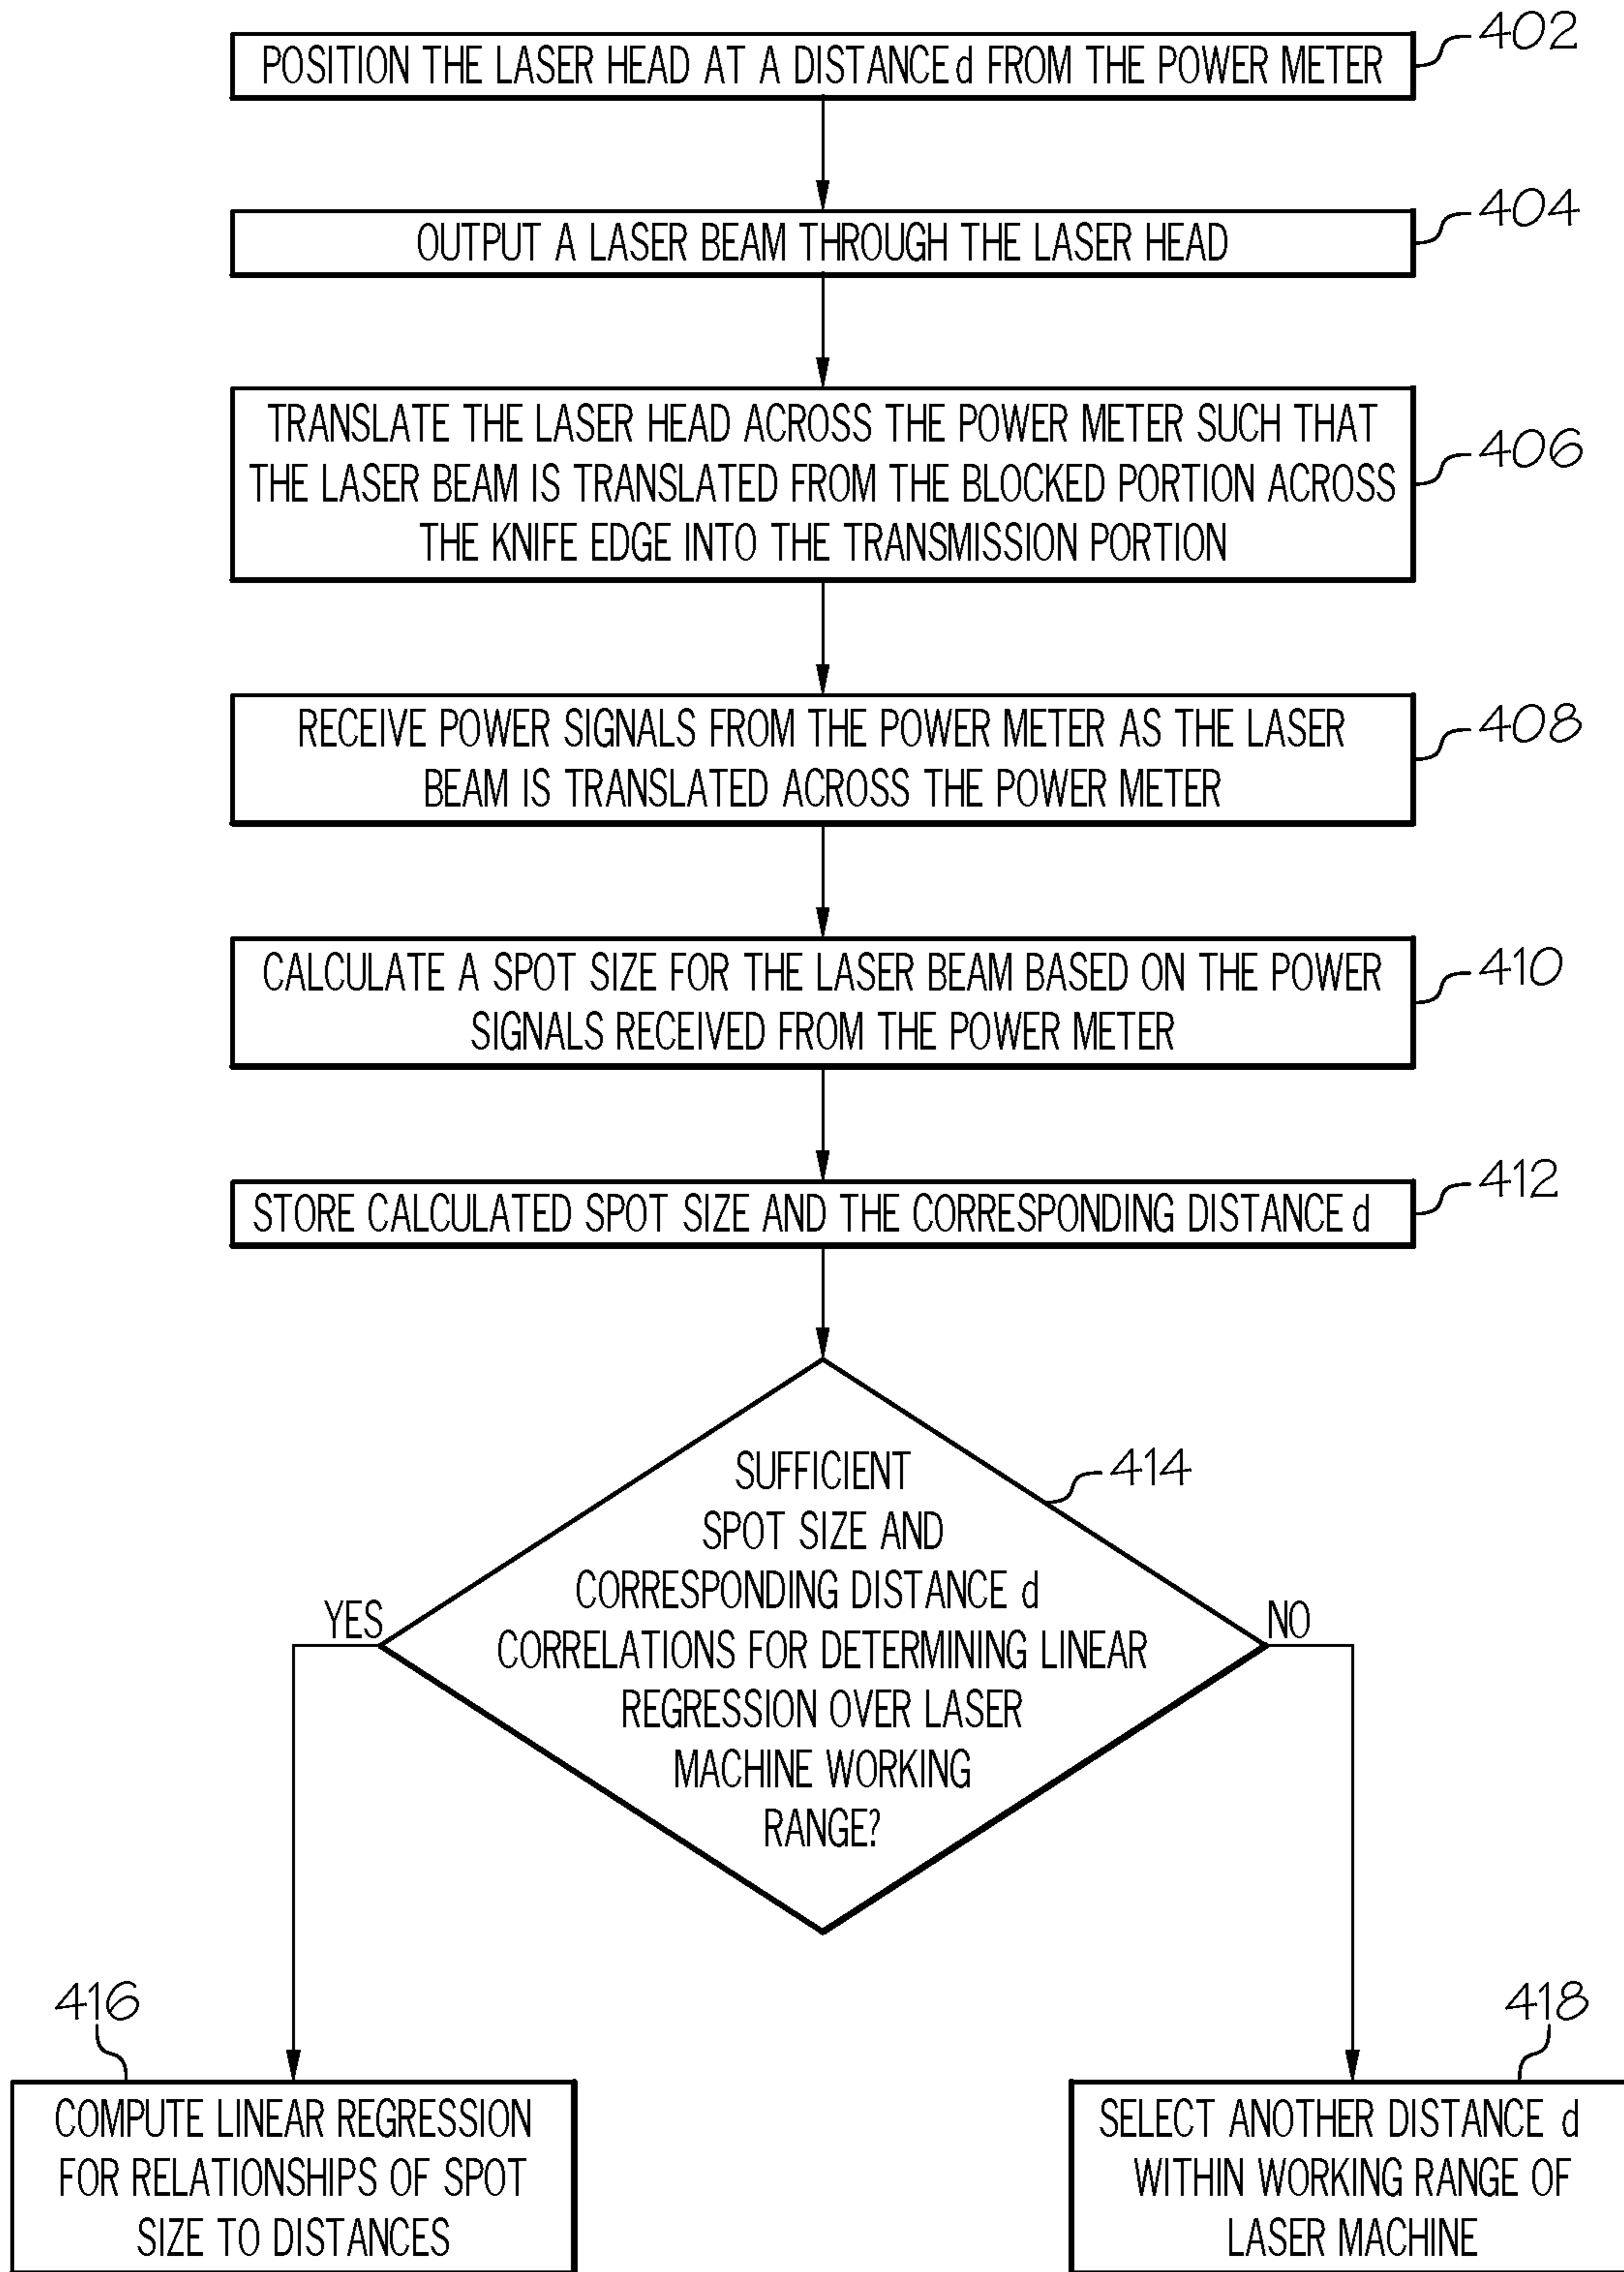 POSITION THE LASER HEAD AT A DISTANCE d FROM THE POWER METER
402
OUTPUT A LASER BEAM THROUGH THE LASER HEAD
404
TRANSLATE THE LASER HEAD ACROSS THE POWER METER SUCH THAT
THE LASER BEAM IS TRANSLATED FROM THE BLOCKED PORTION ACROSS
THE KNIFE EDGE INTO THE TRANSMISSION PORTION
406
RECEIVE POWER SIGNALS FROM THE POWER METER AS THE LASER
BEAM IS TRANSLATED ACROSS THE POWER METER
408
CALCULATE A SPOT SIZE FOR THE LASER BEAM BASED ON THE POWER
SIGNALS RECEIVED FROM THE POWER METER
410
STORE CALCULATED SPOT SIZE AND THE CORRESPONDING DISTANCE d
412
SUFFICIENT
SPOT SIZE AND
CORRESPONDING DISTANCE d
CORRELATIONS FOR DETERMINING LINEAR
REGRESSION OVER LASER
MACHINE WORKING
RANGE?
414
YES
NO
416
COMPUTE LINEAR REGRESSION
FOR RELATIONSHIPS OF SPOT
SIZE TO DISTANCES
418
SELECT ANOTHER DISTANCE d
WITHIN WORKING RANGE OF
LASER MACHINE